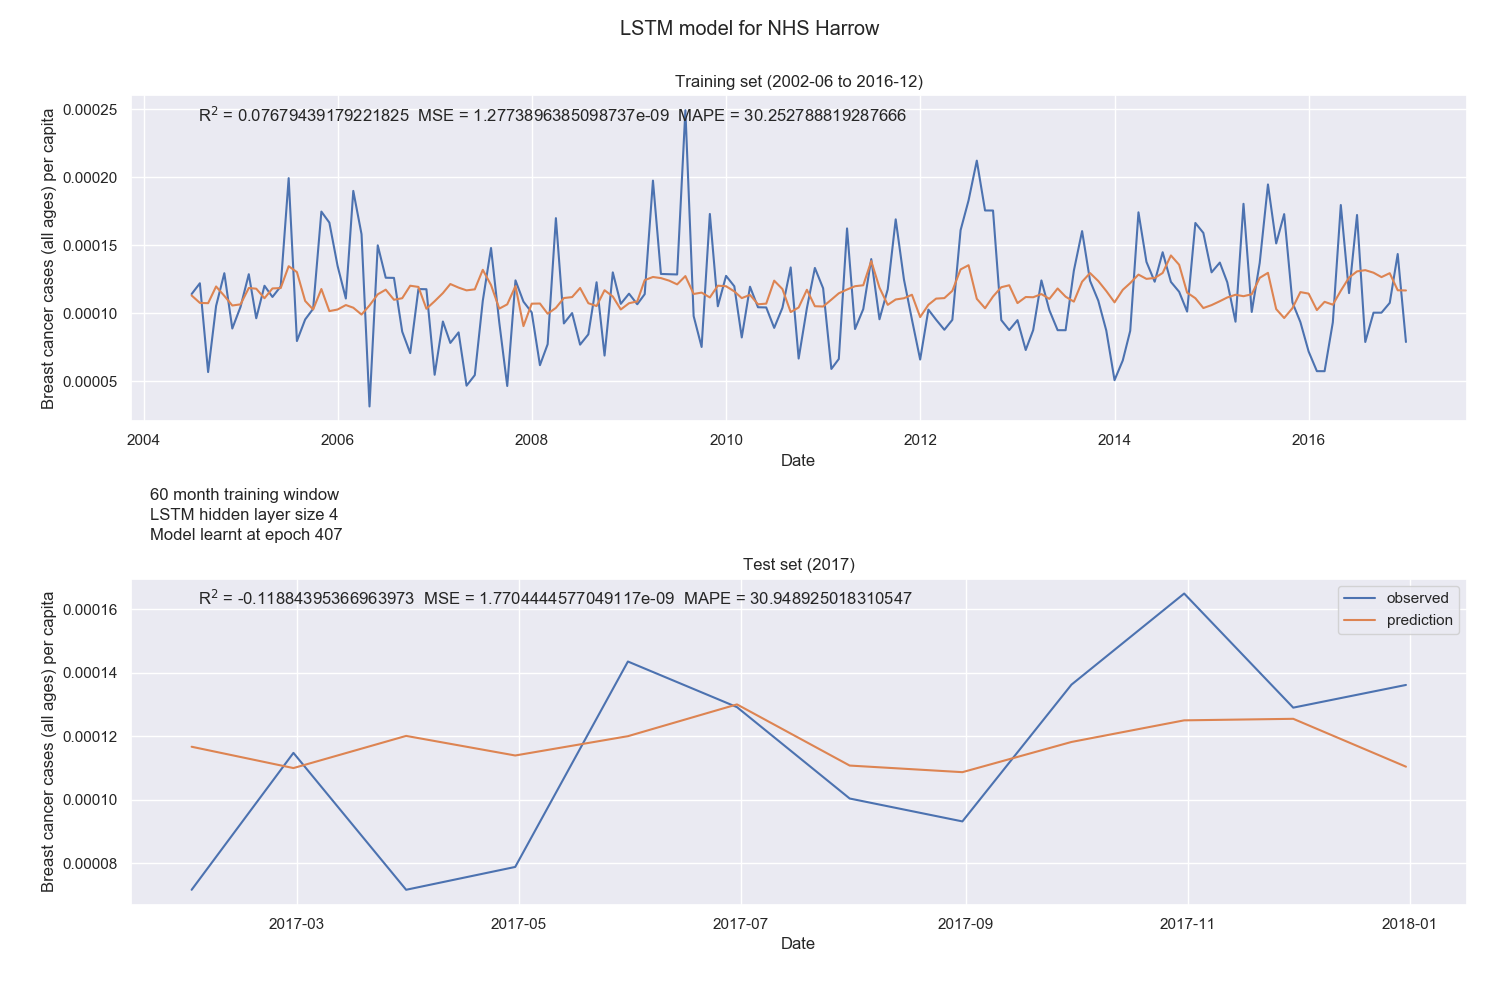 LSTM model for NHS Harrow
Training set (2002-06 to 2016-12)
R² = 0.07679439179221825 MSE = 1.2773896385098737e-09 MAPE = 30.252788819287666
Breast cancer cases (all ages) per capita
0.00025
0.00020
0.00015
0.00010
0.00005
2004 2006 2008 2010 2012 2014 2016
Date
60 month training window
LSTM hidden layer size 4
Model learnt at epoch 407
Test set (2017)
R² = -0.11884395366963973 MSE = 1.7704444577049117e-09 MAPE = 30.948925018310547
observed
prediction
Breast cancer cases (all ages) per capita
0.00016
0.00014
0.00012
0.00010
0.00008
2017-03 2017-05 2017-07 2017-09 2017-11 2018-01
Date